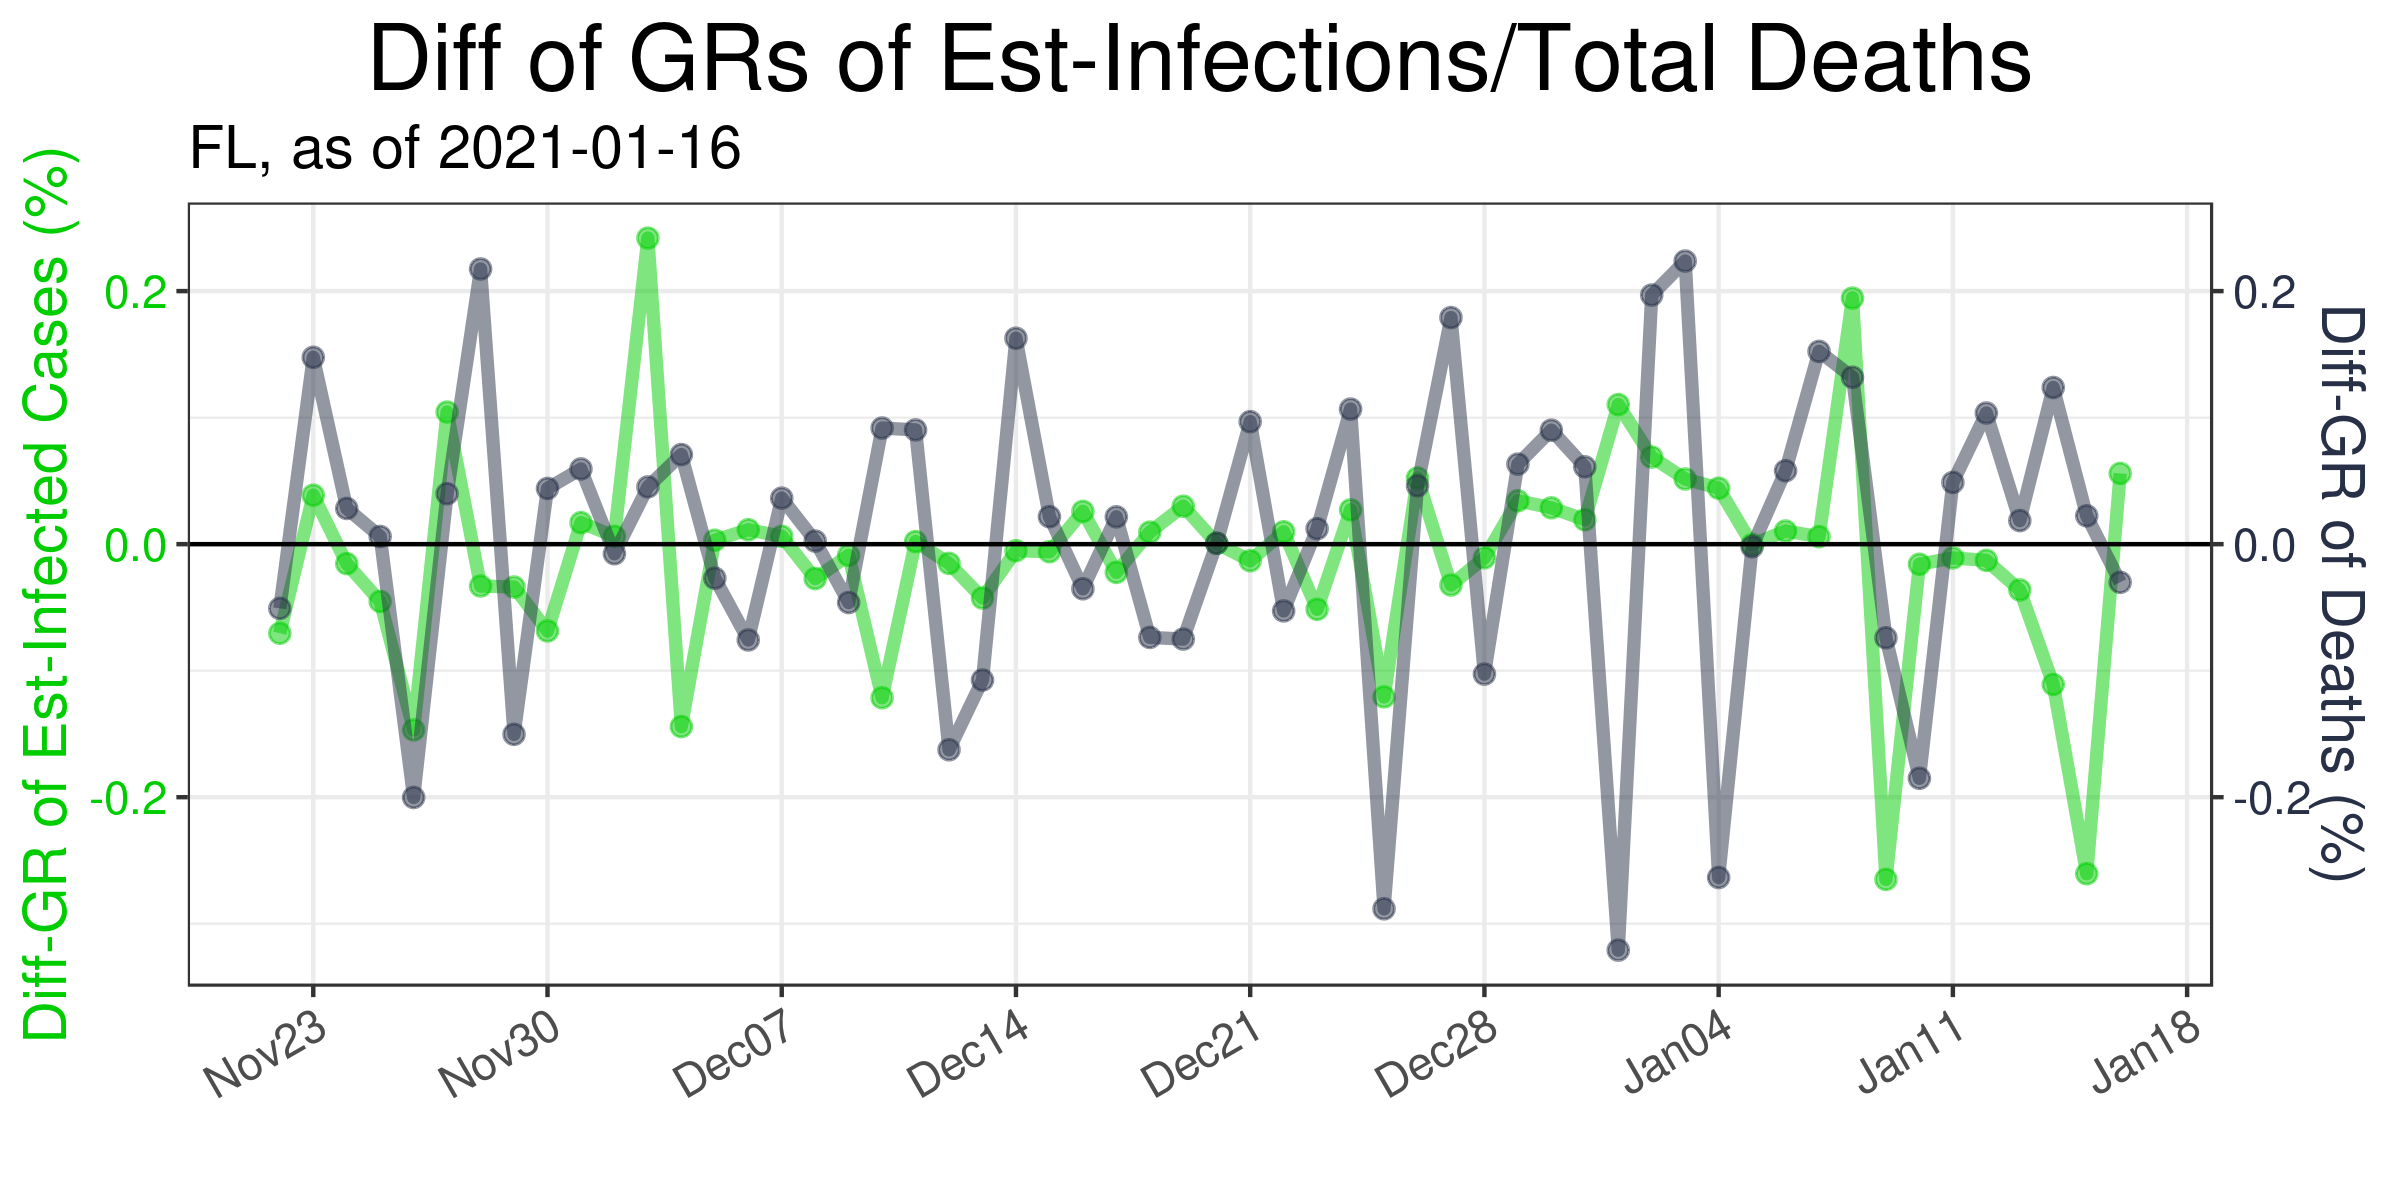 Diff of GRs of Est-Infections/Total Deaths
FL, as of 2021-01-16
Diff-GR of Est-Infected Cases (%)
0.2
0.0
-0.2
0.2
0.0
-0.2
Diff-GR of Deaths (%)
Nov23
Nov30
Dec07
Dec14
Dec21
Dec28
Jan04
Jan11
Jan18